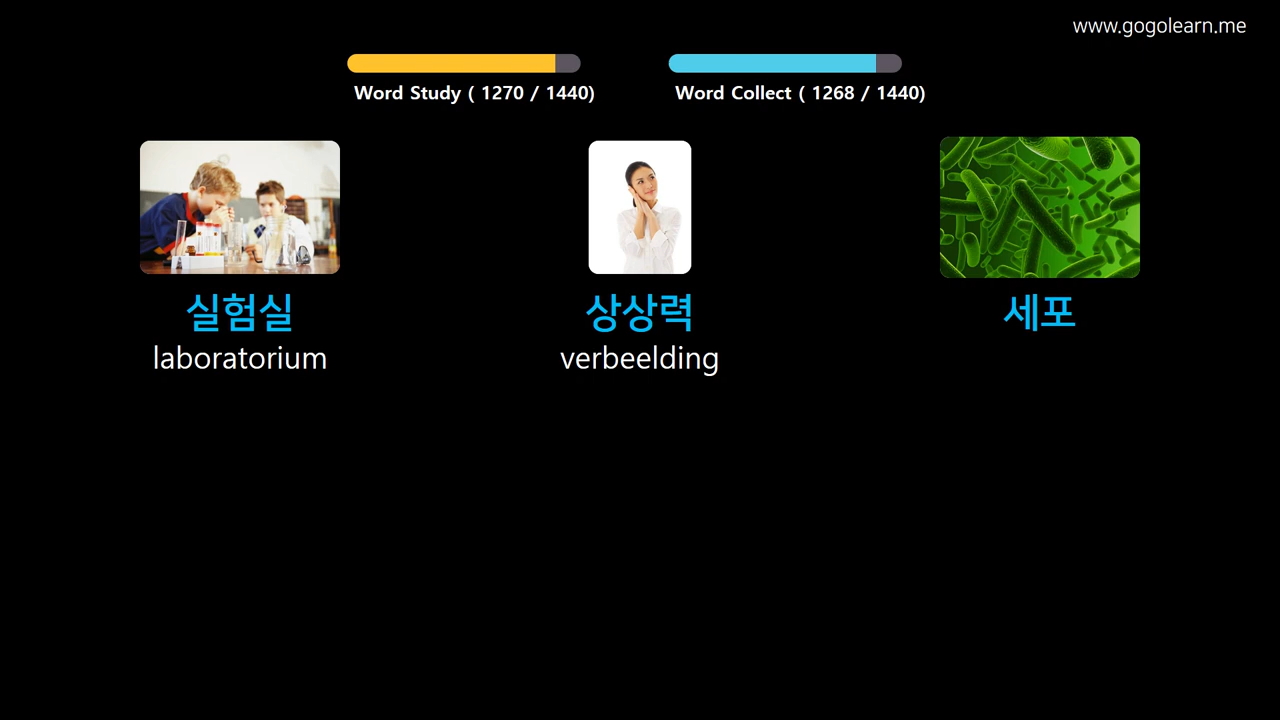 www.gogolearn.me
Word Study ( 1270 / 1440)
Word Collect ( 1268 / 1440)
실험실
상상력
세포
laboratorium
verbeelding